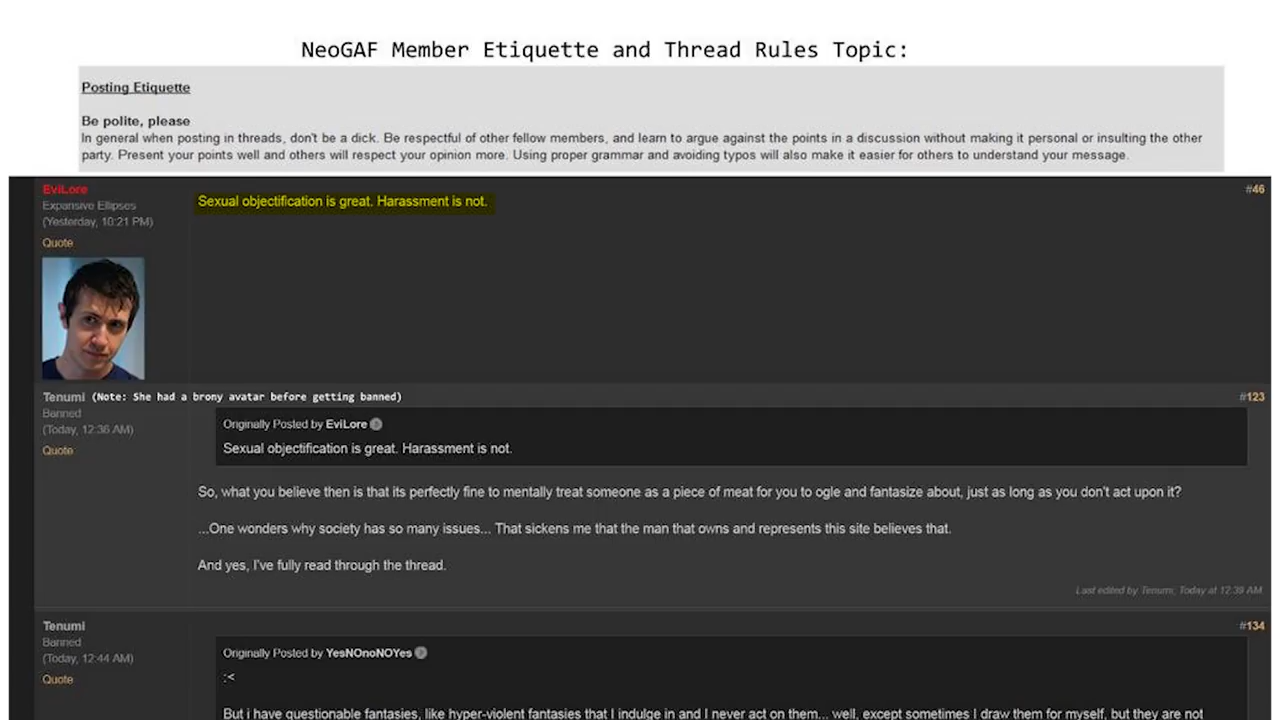 NeoGAF Member Etiquette and Thread Rules Topic:
Posting Etiquette
Be polite, please
In general when posting in threads, don't be a dick. Be respectful of other fellow members, and learn to argue against the points in a discussion without making it personal or insulting the other
party. Present your points well and others will respect your opinion more. Using proper grammar and avoiding typos will also make it easier for others to understand your message.
EviLore
Expansive Ellipses
(Yesterday, 10:21 PM)
Quote
Sexual objectification is great. Harassment is not.
#46
Tenumi (Note: She had a brony avatar before getting banned)
Banned
(Today, 12:36 AM)
Quote
#123
Originally Posted by EviLore
Sexual objectification is great. Harassment is not.
So, what you believe then is that its perfectly fine to mentally treat someone as a piece of meat for you to ogle and fantasize about, just as long as you don't act upon it?
...One wonders why society has so many issues... That sickens me that the man that owns and represents this site believes that.
And yes, I've fully read through the thread.
Last edited by Tenumi; Today at 12:39 AM.
Tenumi
Banned
(Today, 12:44 AM)
Quote
#134
Originally Posted by YesNOnoNOYes
:<
But i have questionable fantasies, like hyper-violent fantasies that I indulge in and I never act on them... well, except sometimes I draw them for myself, but they are not